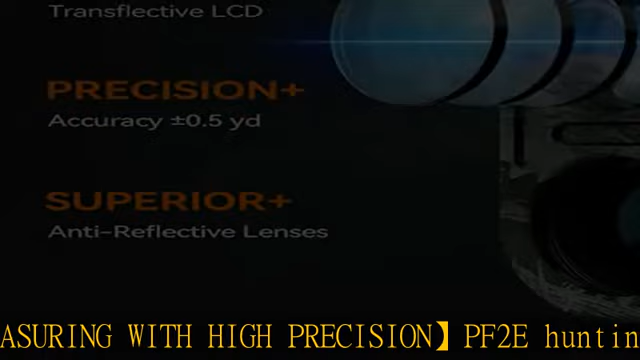 Transflective LCD
PRECISION+
Accuracy ±0.5 yd
SUPERIOR+
Anti-Reflective Lenses
ASURING WITH HIGH PRECISION】PF2E huntin